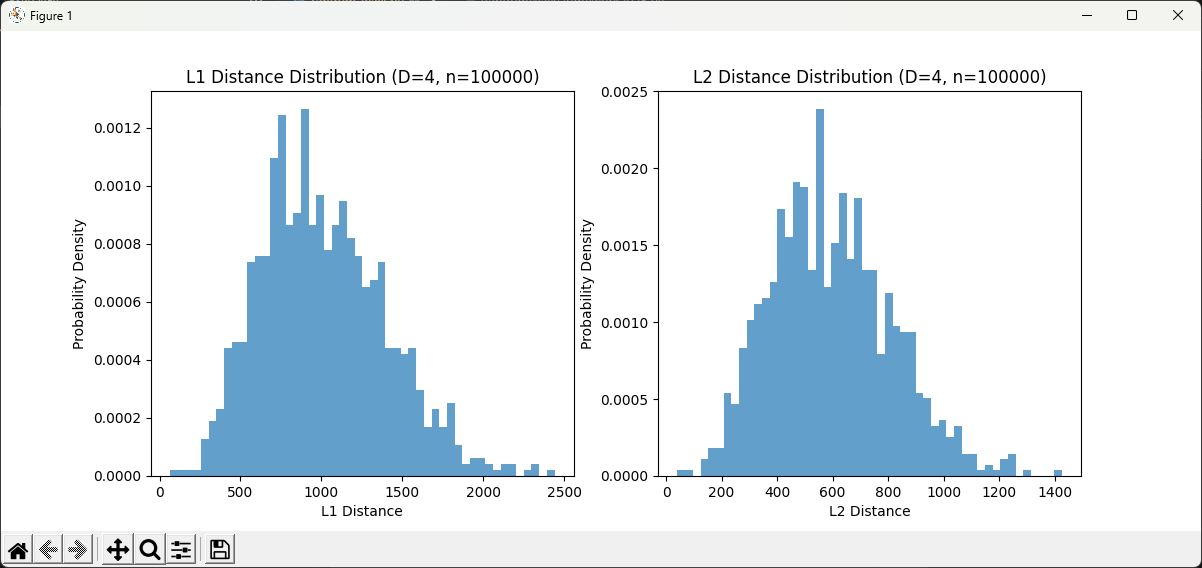 Figure 1
L1 Distance Distribution (D=4, n=100000)
Probability Density
0.0012
0.0010
0.0008
0.0006
0.0004
0.0002
0.0000
0 500 1000 1500 2000 2500
L1 Distance
L2 Distance Distribution (D=4, n=100000)
Probability Density
0.0025
0.0020
0.0015
0.0010
0.0005
0.0000
0 200 400 600 800 1000 1200 1400
L2 Distance